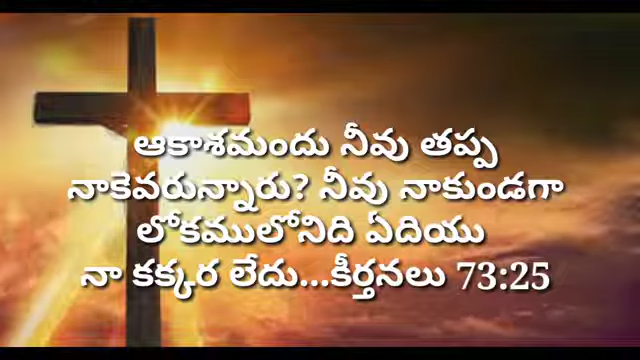 ఆకాశమందు నీవు తప్ప
నాకెవరున్నారు? నీవు నాకుండగా
లోకములోనిది ఏదియు
నా కక్కర లేదు...కీర్తనలు 73:25